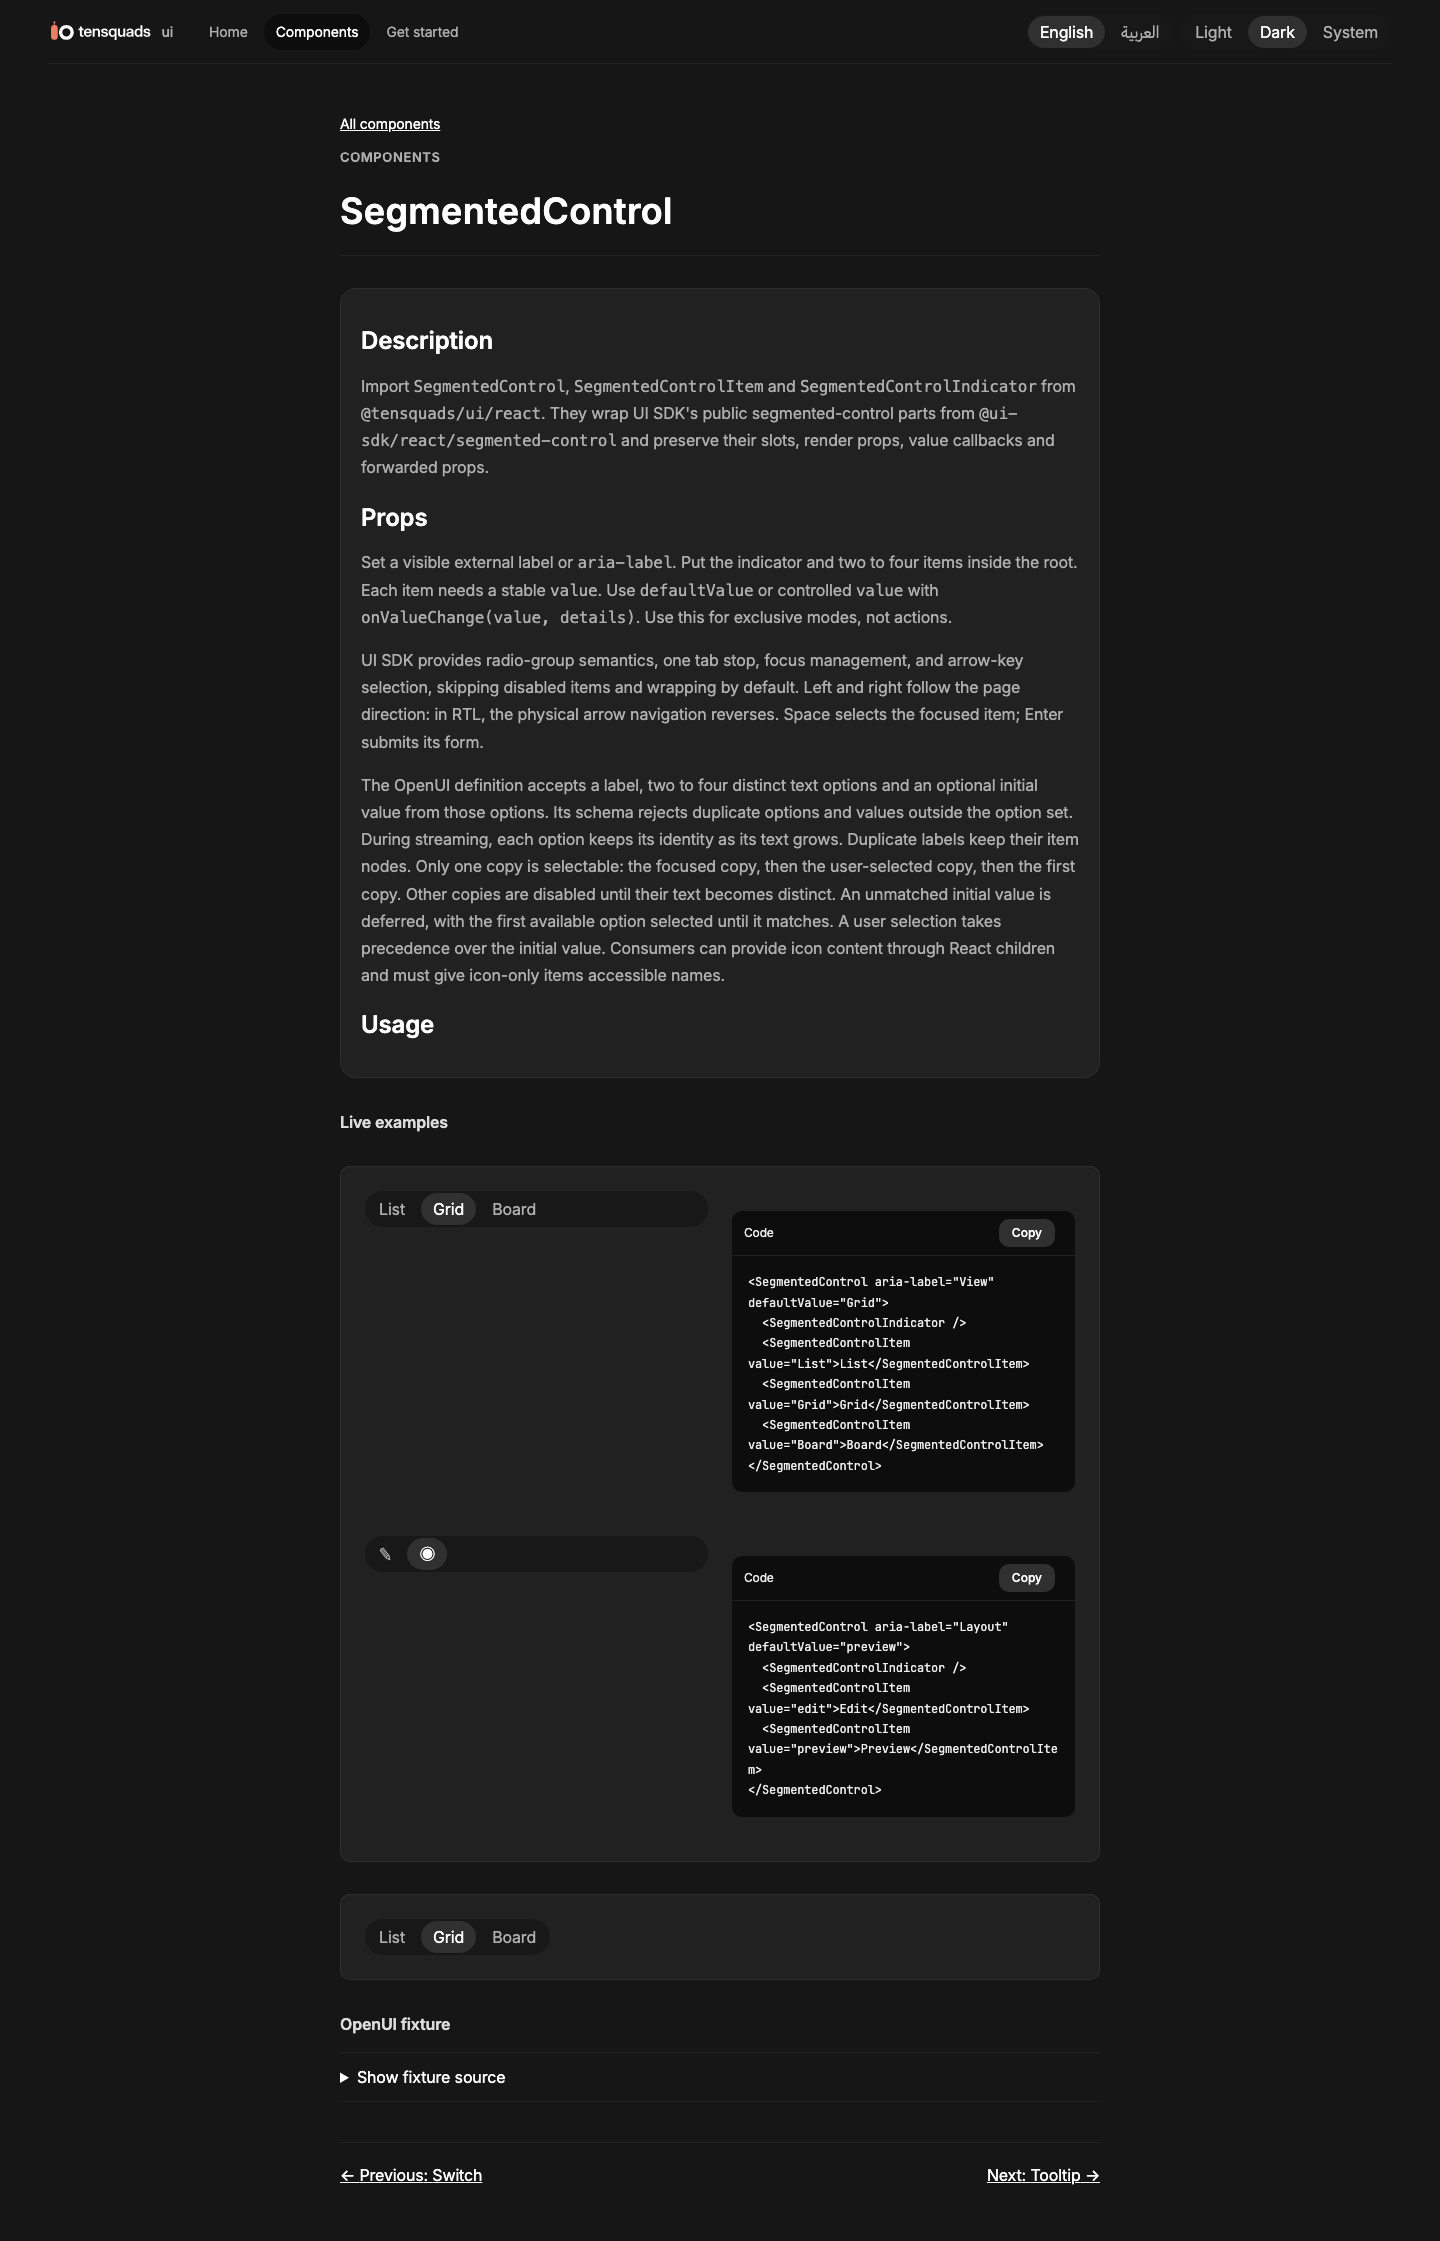 tensquads ui Home Components Get started English العربية Light Dark System
All components
COMPONENTS
SegmentedControl
Description
Import SegmentedControl, SegmentedControlItem and SegmentedControlIndicator from
@tensquads/ui/react. They wrap UI SDK's public segmented-control parts from @ui-
sdk/react/segmented-control and preserve their slots, render props, value callbacks and
forwarded props.
Props
Set a visible external label or aria-label. Put the indicator and two to four items inside the root.
Each item needs a stable value. Use defaultValue or controlled value with
onValueChange(value, details). Use this for exclusive modes, not actions.
UI SDK provides radio-group semantics, one tab stop, focus management, and arrow-key
selection, skipping disabled items and wrapping by default. Left and right follow the page
direction: in RTL, the physical arrow navigation reverses. Space selects the focused item; Enter
submits its form.
The OpenUI definition accepts a label, two to four distinct text options and an optional initial
value from those options. Its schema rejects duplicate options and values outside the option set.
During streaming, each option keeps its identity as its text grows. Duplicate labels keep their item
nodes. Only one copy is selectable: the focused copy, then the user-selected copy, then the first
copy. Other copies are disabled until their text becomes distinct. An unmatched initial value is
deferred, with the first available option selected until it matches. A user selection takes
precedence over the initial value. Consumers can provide icon content through React children
and must give icon-only items accessible names.
Usage
Live examples
List Grid Board
Code Copy
<SegmentedControl aria-label="View"
defaultValue="Grid">
  <SegmentedControlIndicator />
  <SegmentedControlItem
value="List">List</SegmentedControlItem>
  <SegmentedControlItem
value="Grid">Grid</SegmentedControlItem>
  <SegmentedControlItem
value="Board">Board</SegmentedControlItem>
</SegmentedControl>
✎ ◉
Code Copy
<SegmentedControl aria-label="Layout"
defaultValue="preview">
  <SegmentedControlIndicator />
  <SegmentedControlItem
value="edit">Edit</SegmentedControlItem>
  <SegmentedControlItem
value="preview">Preview</SegmentedControlIte
m>
</SegmentedControl>
List Grid Board
OpenUI fixture
▶ Show fixture source
← Previous: Switch Next: Tooltip →